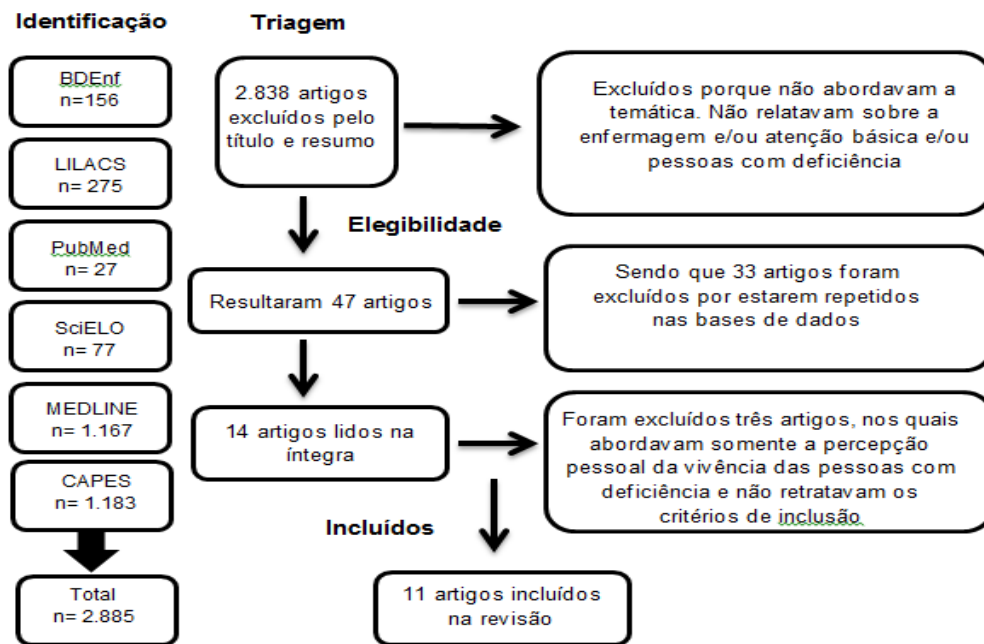 Identificação
BDEnf
n=156
LILACS
n= 275
PubMed
n= 27
SciELO
n= 77
MEDLINE
n= 1.167
CAPES
n= 1.183
Total
n= 2.885
Triagem
2.838 artigos
excluídos pelo
título e resumo
Excluídos porque não abordavam a
temática. Não relatavam sobre a
enfermagem e/ou atenção básica e/ou
pessoas com deficiência
Elegibilidade
Resultaram 47 artigos
Sendo que 33 artigos foram
excluídos por estarem repetidos
nas bases de dados
14 artigos lidos na
íntegra
Foram excluídos três artigos, nos quais
abordavam somente a percepção
pessoal da vivência das pessoas com
deficiência e não retratavam os
critérios de inclusão
Incluídos
11 artigos incluídos
na revisão